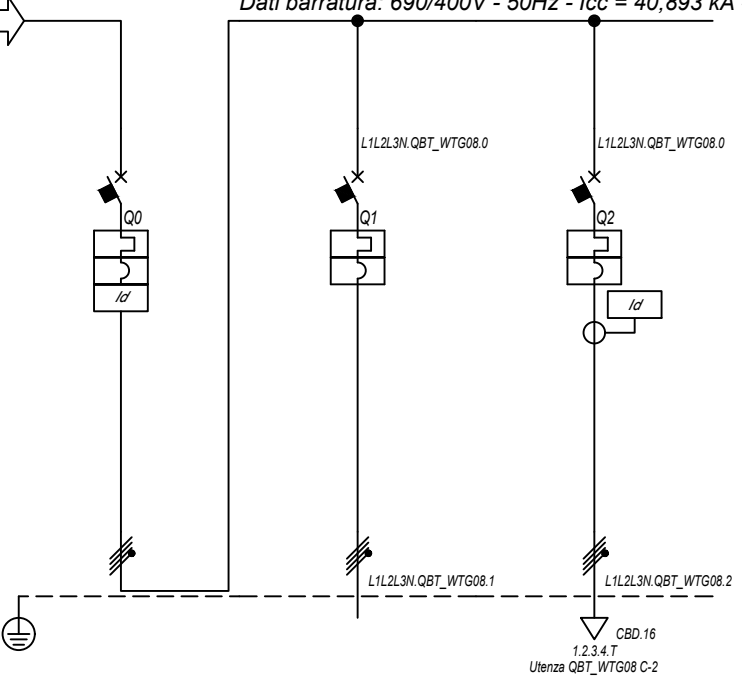 Dati barratura: 690/400V - 50Hz - Icc = 40,893 kA
L1L2L3N.QBT_WTG08.0
L1L2L3N.QBT_WTG08.0
Q0
Q1
Q2
Id
Id
L1L2L3N.QBT_WTG08.1
L1L2L3N.QBT_WTG08.2
CBD.16
1.2.3.4.T
Utenza QBT_WTG08 C-2